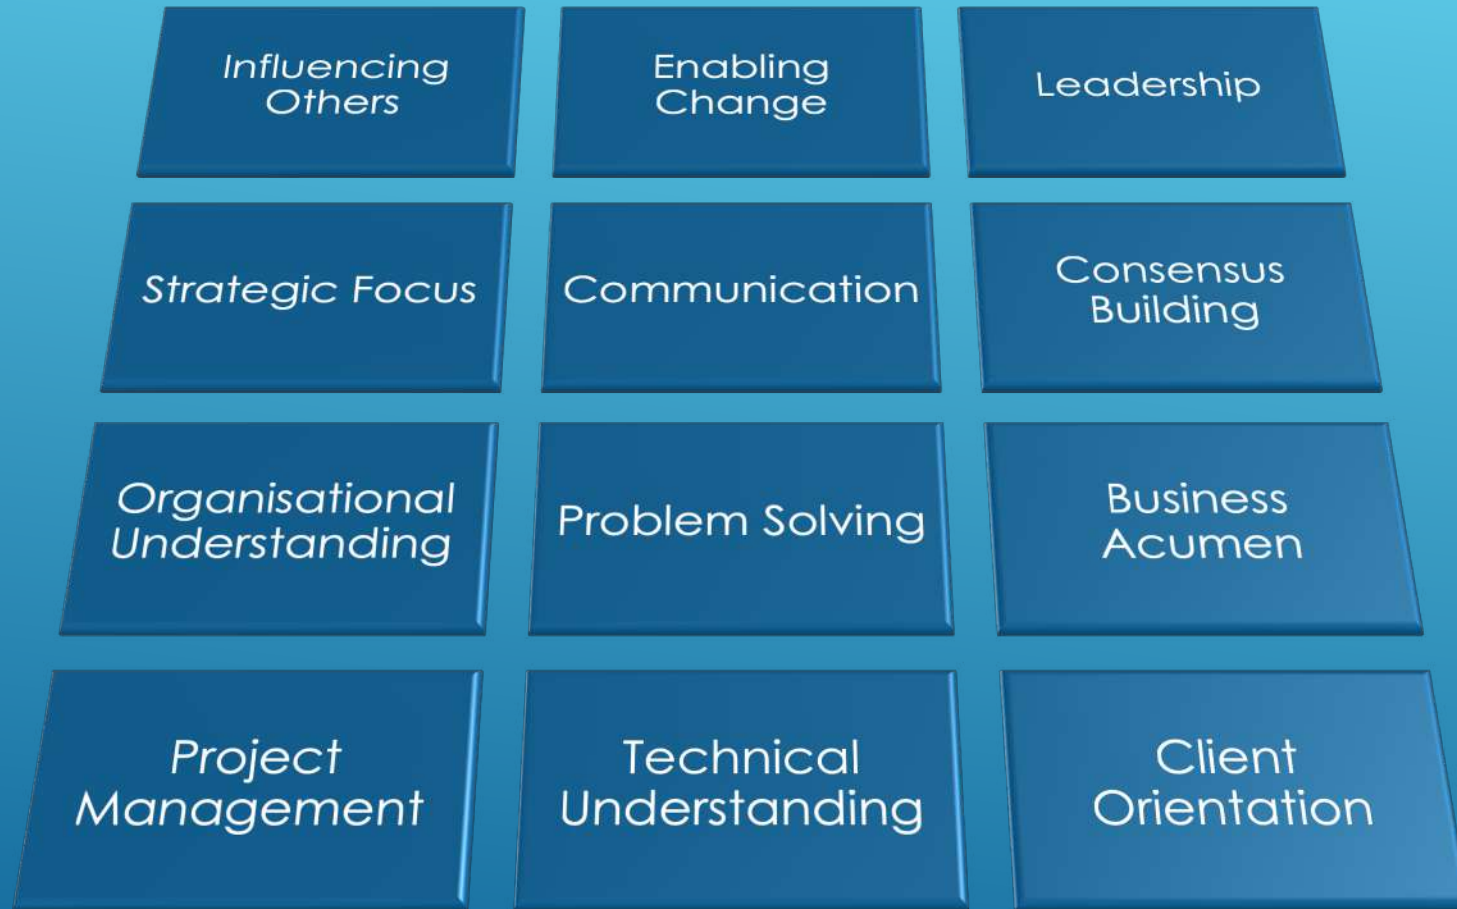 Influencing
Others
Enabling
Change
Leadership
Strategic Focus
Communication
Consensus
Building
Organisational
Understanding
Problem Solving
Business
Acumen
Project
Management
Technical
Understanding
Client
Orientation